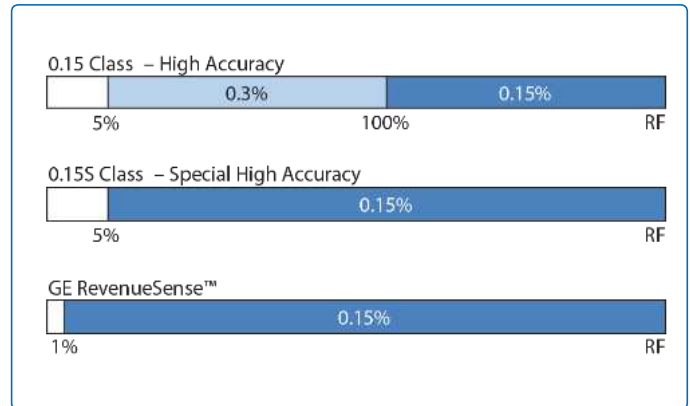 0.15 Class – High Accuracy
0.3% 0.15%
5% 100% RF
0.15S Class – Special High Accuracy
0.15%
5% RF
GE RevenueSense™
0.15%
1% RF